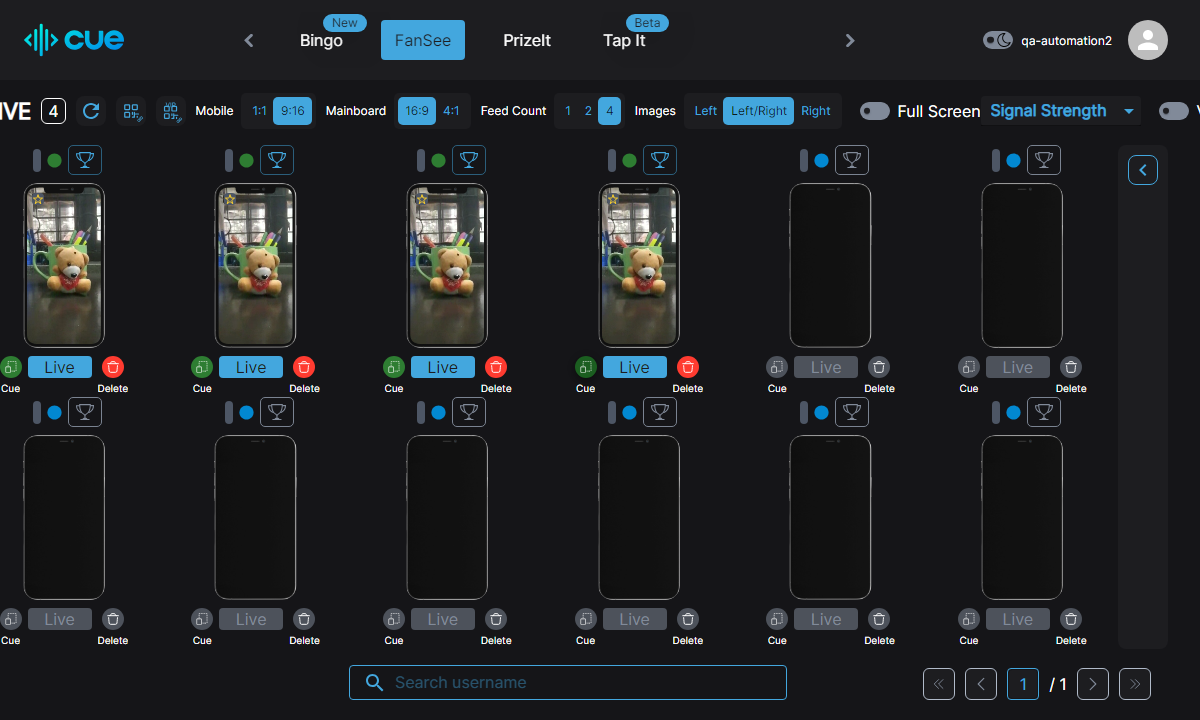 cue
Bingo New
FanSee
PrizeIt
Tap It Beta
qa-automation2
IVE 4
Mobile 1:1 9:16
Mainboard 16:9 4:1
Feed Count 1 2 4
Images Left Left/Right Right
Full Screen
Signal Strength
Live Live Live Live Live Live
Cue Delete Cue Delete Cue Delete Cue Delete Cue Delete Cue Delete
Live Live Live Live Live Live
Cue Delete Cue Delete Cue Delete Cue Delete Cue Delete Cue Delete
Search username
1 / 1